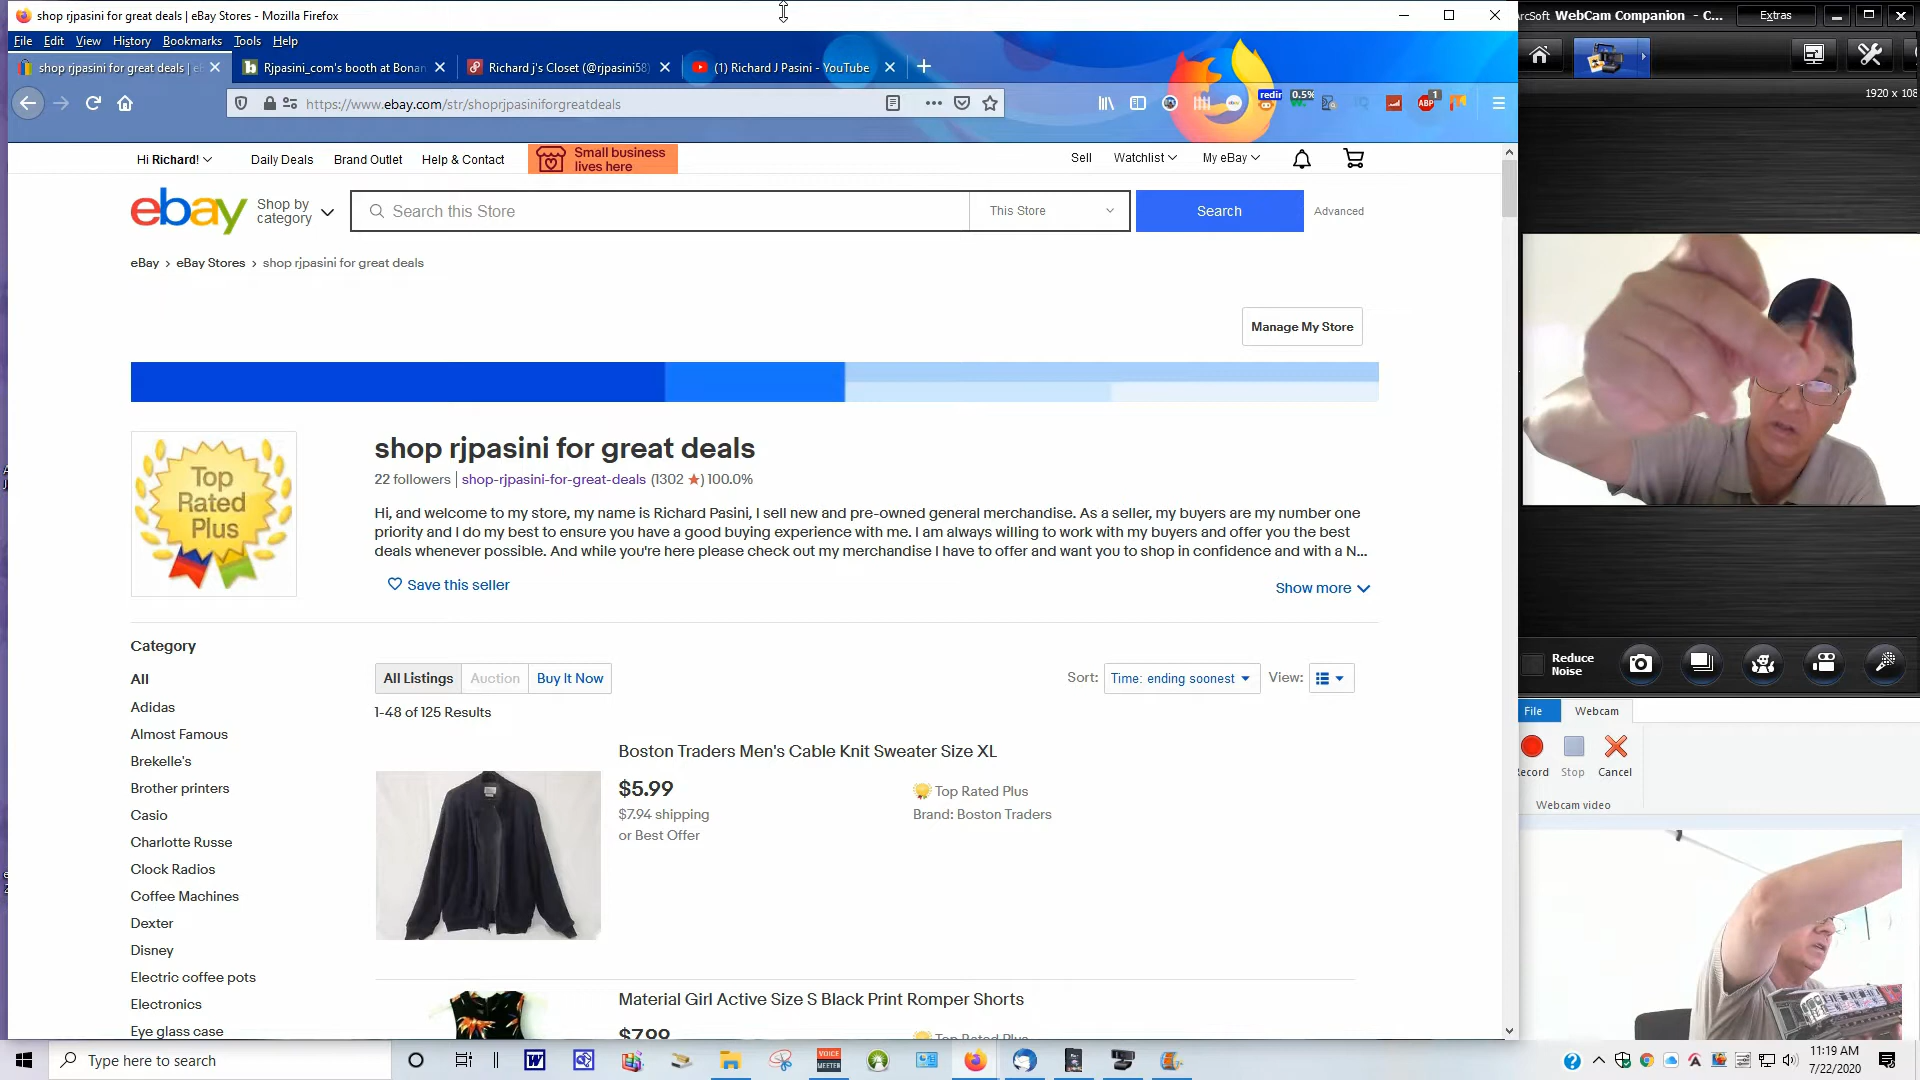 shop rjpasini for great deals | eBay Stores - Mozilla Firefox
File Edit View History Bookmarks Tools Help
shop rjpasini for great deals | e
Rjpasini_com's booth at Bonan
Richard j's Closet (@rjpasini58)
(1) Richard J Pasini - YouTube
https://www.ebay.com/str/shoprjpasiniforgreatdeals
redir
0.5%
ABP
1
Hi Richard!
Daily Deals
Brand Outlet
Help & Contact
Small business
lives here
Sell
Watchlist
My eBay
ebay
Shop by
category
Search this Store
This Store
Search
Advanced
eBay > eBay Stores > shop rjpasini for great deals
Manage My Store
Top
Rated
Plus
shop rjpasini for great deals
22 followers | shop-rjpasini-for-great-deals (1302 ★) 100.0%
Hi, and welcome to my store, my name is Richard Pasini, I sell new and pre-owned general merchandise. As a seller, my buyers are my number one
priority and I do my best to ensure you have a good buying experience with me. I am always willing to work with my buyers and offer you the best
deals whenever possible. And while you're here please check out my merchandise I have to offer and want you to shop in confidence and with a N...
Save this seller
Show more
Category
All
Adidas
Almost Famous
Brekelle's
Brother printers
Casio
Charlotte Russe
Clock Radios
Coffee Machines
Dexter
Disney
Electric coffee pots
Electronics
Eye glass case
All Listings
Auction
Buy It Now
Sort:
Time: ending soonest
View:
1-48 of 125 Results
Boston Traders Men's Cable Knit Sweater Size XL
$5.99
$7.94 shipping
or Best Offer
Top Rated Plus
Brand: Boston Traders
Material Girl Active Size S Black Print Romper Shorts
$7.99
Top Rated Plus
ArcSoft WebCam Companion - C...
Extras
1920 x 108
Reduce
Noise
File
Webcam
Record
Stop
Cancel
Webcam video
Type here to search
W
VOICE
MEETER
11:19 AM
7/22/2020